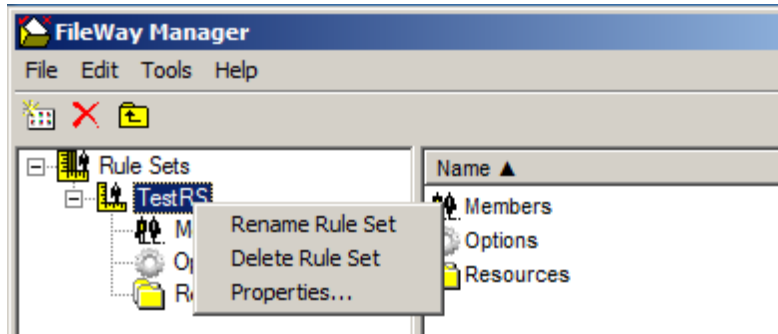 FileWay Manager
File Edit Tools Help
Rule Sets
Name ▲
TestRS
Members
Rename Rule Set
Options
Delete Rule Set
Resources
Properties...